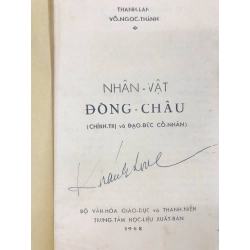 THANH-LAM
VÕ-NGỌC-THÀNH
NHÂN-VẬT
ĐÔNG-CHÂU
(CHÍNH-TRỊ và ĐẠO-ĐỨC CỔ-NHÂN)
BỘ VĂN-HÓA GIÁO-DỤC và THANH-NIÊN
TRUNG-TÂM HỌC-LIỆU XUẤT-BẢN
1968